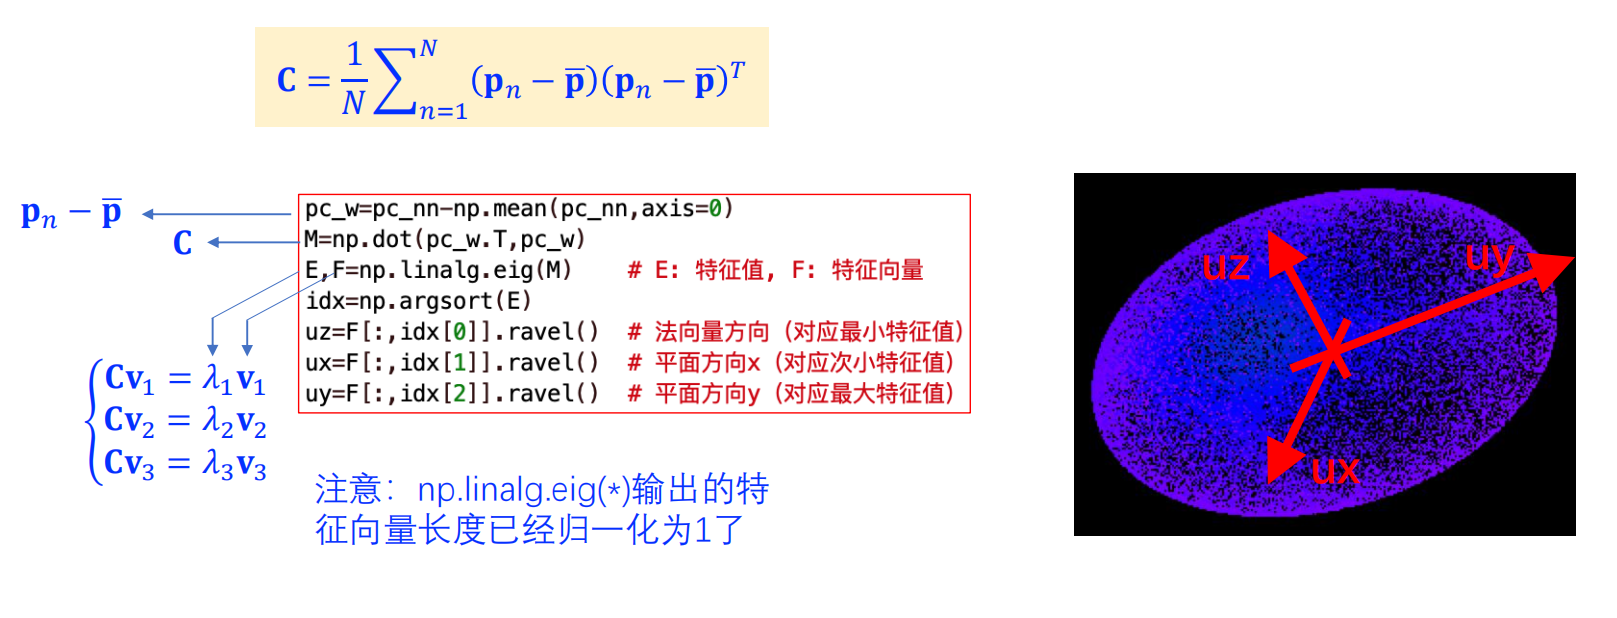 C = 1/N ∑_{n=1}^{N} (p_n − p̅)(p_n − p̅)^T
p_n − p̅
C
pc_w=pc_nn-np.mean(pc_nn,axis=0)
M=np.dot(pc_w.T,pc_w)
E,F=np.linalg.eig(M) # E: 特征值, F: 特征向量
idx=np.argsort(E)
uz=F[:,idx[0]].ravel() # 法向量方向（对应最小特征值）
ux=F[:,idx[1]].ravel() # 平面方向x（对应次小特征值）
uy=F[:,idx[2]].ravel() # 平面方向y（对应最大特征值）
Cv₁ = λ₁v₁
Cv₂ = λ₂v₂
Cv₃ = λ₃v₃
注意：np.linalg.eig(*)输出的特
征向量长度已经归一化为1了
uz
uy
ux